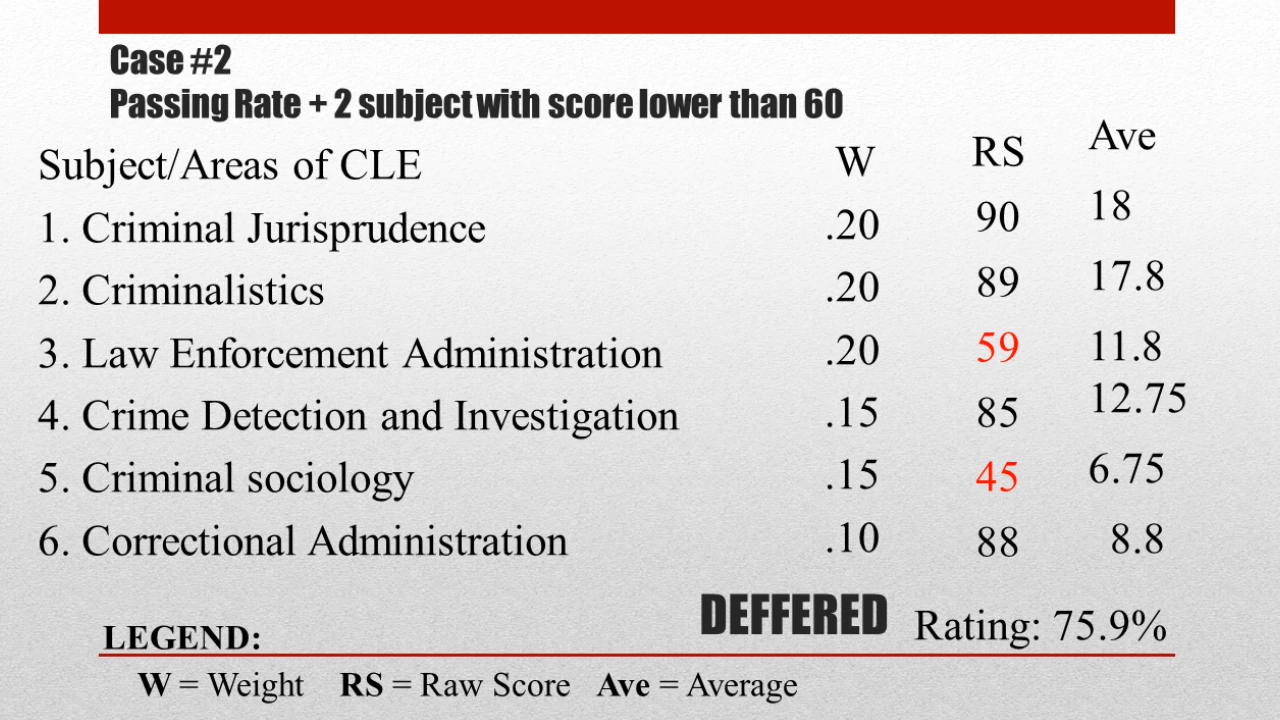 Case #2
Passing Rate + 2 subject with score lower than 60
Subject/Areas of CLE W RS Ave
1. Criminal Jurisprudence .20 90 18
2. Criminalistics .20 89 17.8
3. Law Enforcement Administration .20 59 11.8
4. Crime Detection and Investigation .15 85 12.75
5. Criminal sociology .15 45 6.75
6. Correctional Administration .10 88 8.8
DEFFERED Rating: 75.9%
LEGEND:
W = Weight RS = Raw Score Ave = Average